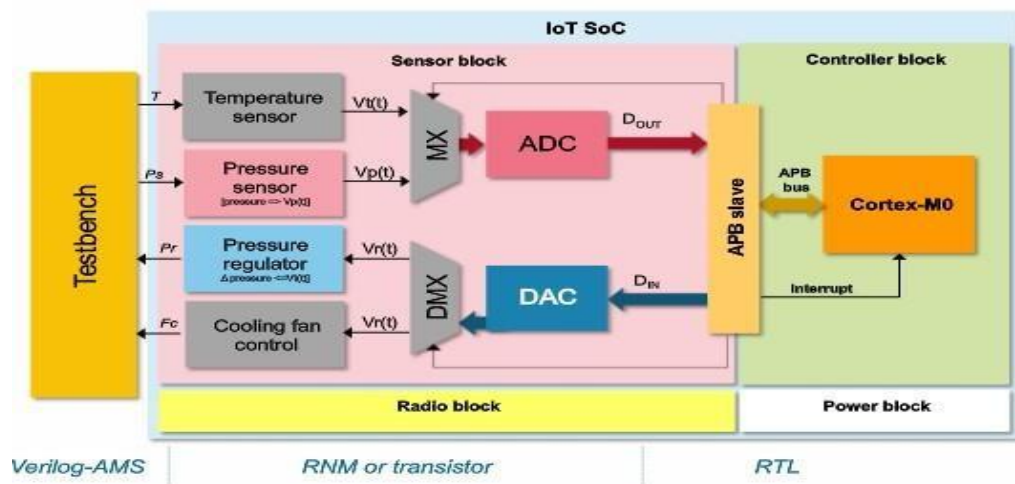 IoT SoC
Sensor block
Controller block
Testbench
T
Temperature
sensor
Vt(t)
MX
ADC
DOUT
Ps
Pressure
sensor
[pressure => Vp(t)]
Vp(t)
APB slave
APB
bus
Cortex-M0
Pr
Pressure
regulator
Vr(t)
DMX
DAC
DIN
Interrupt
Fc
Cooling fan
control
Vr(t)
Radio block
Power block
Verilog-AMS
RNM or transistor
RTL